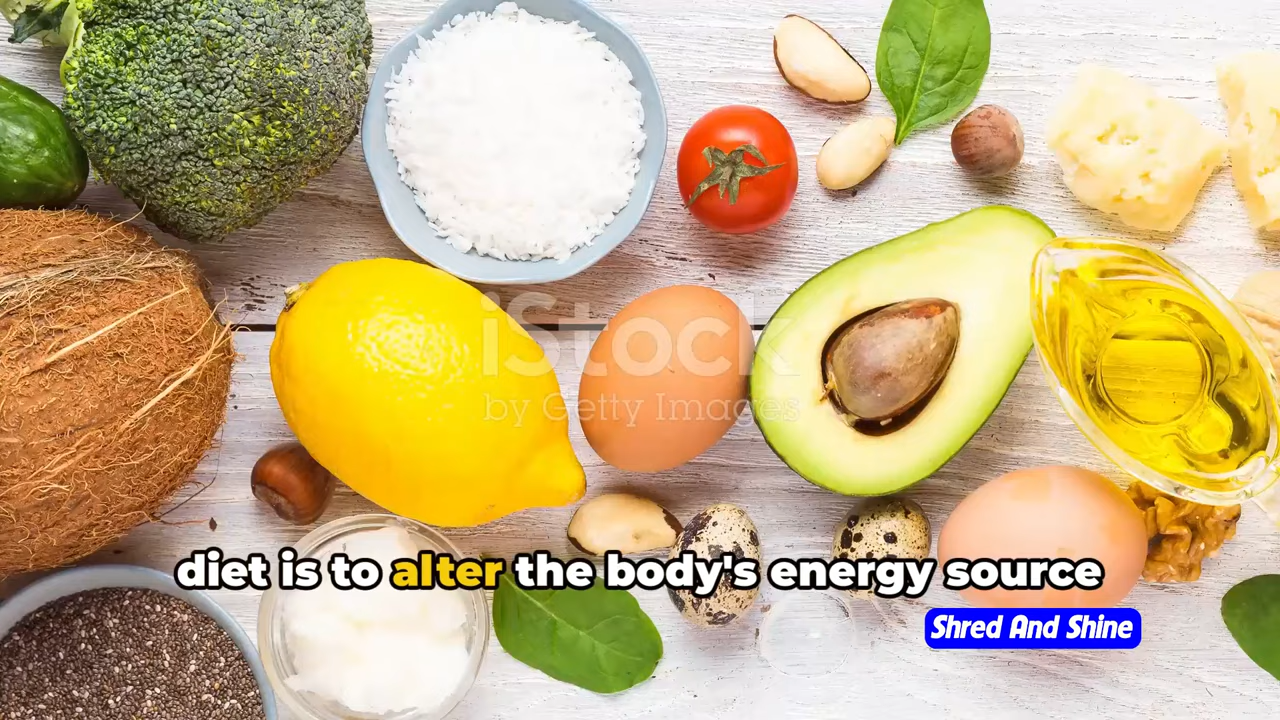 iStock
by Getty Images
diet is to alter the body's energy source
Shred And Shine